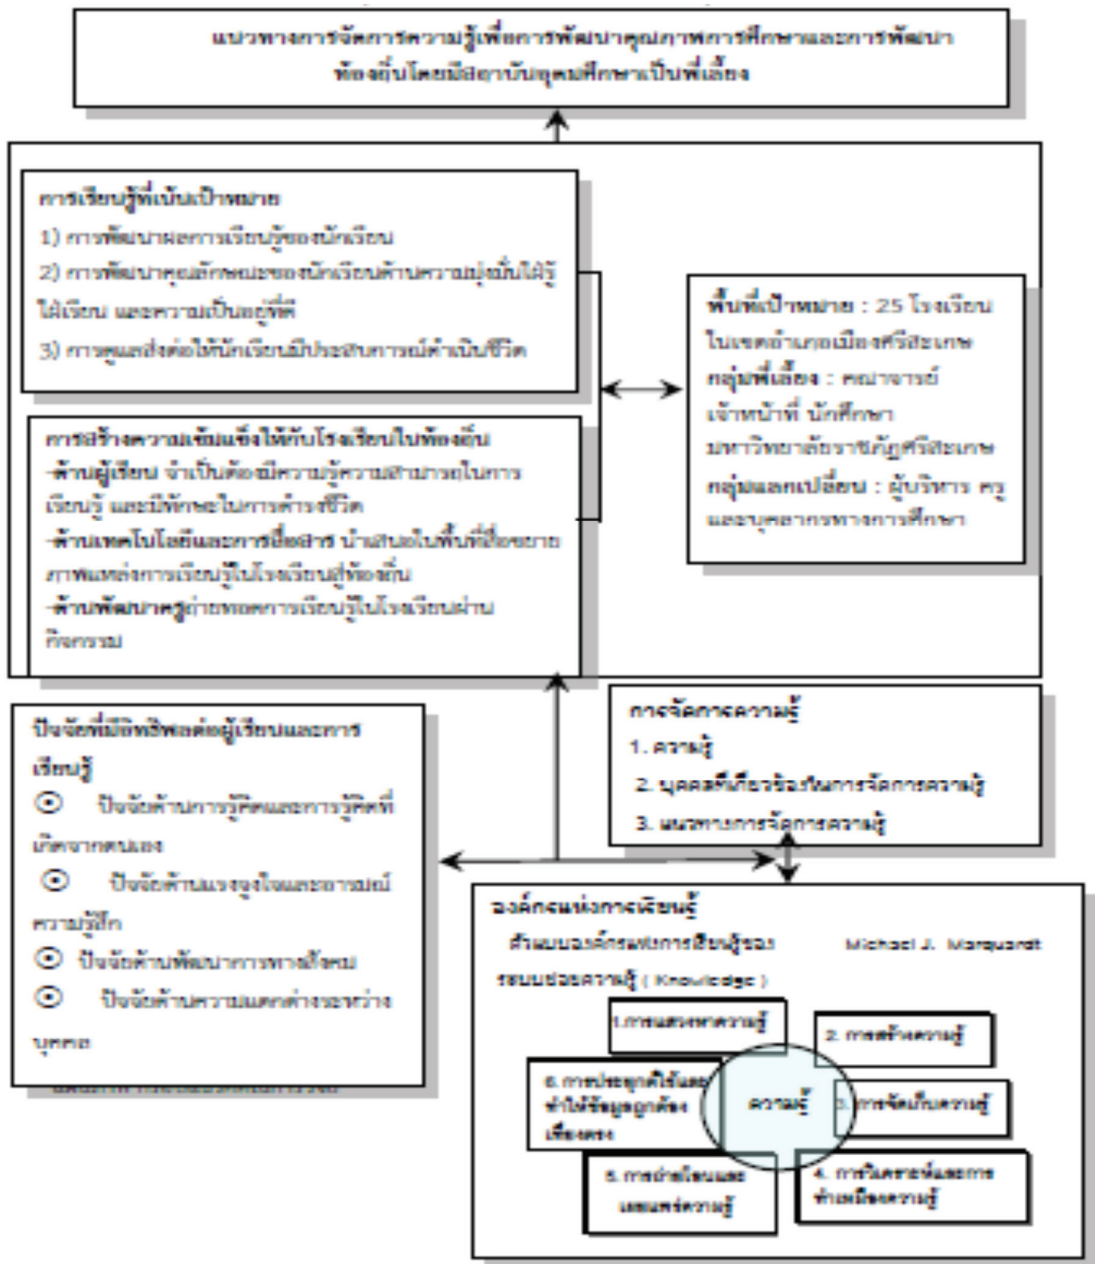 แนวทางการจัดการความรู้เพื่อการพัฒนาคุณภาพการศึกษาและการพัฒนา
ท้องถิ่นโดยมีสถาบันอุดมศึกษาเป็นพี่เลี้ยง
การเรียนรู้ที่เน้นเป้าหมาย
1) การพัฒนาผลการเรียนรู้ของนักเรียน
2) การพัฒนาคุณลักษณะของนักเรียนด้านความมุ่งมั่นใฝ่รู้
ใฝ่เรียน และความเป็นอยู่ที่ดี
3) การดูแลส่งต่อให้นักเรียนมีประสบการณ์ดำเนินชีวิต
พื้นที่เป้าหมาย : 25 โรงเรียน
ในเขตอำเภอเมืองศรีสะเกษ
กลุ่มพี่เลี้ยง : คณาจารย์
เจ้าหน้าที่ นักศึกษา
มหาวิทยาลัยราชภัฏศรีสะเกษ
กลุ่มแลกเปลี่ยน : ผู้บริหาร ครู
และบุคลากรทางการศึกษา
การสร้างความเข้มแข็งให้กับโรงเรียนในท้องถิ่น
-ด้านผู้เรียน จำเป็นต้องมีความรู้ความสามารถในการ
เรียนรู้ และมีทักษะในการดำรงชีวิต
-ด้านเทคโนโลยีและการสื่อสาร นำเสนอในพื้นที่สื่อขยาย
ภาพแหล่งการเรียนรู้ในโรงเรียนสู่ท้องถิ่น
-ด้านพัฒนาครูถ่ายทอดการเรียนรู้ในโรงเรียนผ่าน
กิจกรรม
การจัดการความรู้
1. ความรู้
2. บุคคลที่เกี่ยวข้องในการจัดการความรู้
3. แนวทางการจัดการความรู้
ปัจจัยที่มีอิทธิพลต่อผู้เรียนและการ
เรียนรู้
⊙ ปัจจัยด้านการรู้คิดและการรู้คิดที่
เกิดจากตนเอง
⊙ ปัจจัยด้านแรงจูงใจและอารมณ์
ความรู้สึก
⊙ ปัจจัยด้านพัฒนาการทางสังคม
⊙ ปัจจัยด้านความแตกต่างระหว่าง
บุคคล
องค์กรแห่งการเรียนรู้
ตัวแบบองค์กรแห่งการเรียนรู้ของ Michael J. Marquardt
ระบบย่อยความรู้ ( Knowledge )
1.การแสวงหาความรู้
2. การสร้างความรู้
3. การจัดเก็บความรู้
4. การวิเคราะห์และการ
ทำเหมืองความรู้
5. การถ่ายโอนและ
เผยแพร่ความรู้
6. การประยุกต์ใช้และ
ทำให้ข้อมูลถูกต้อง
เที่ยงตรง
ความรู้